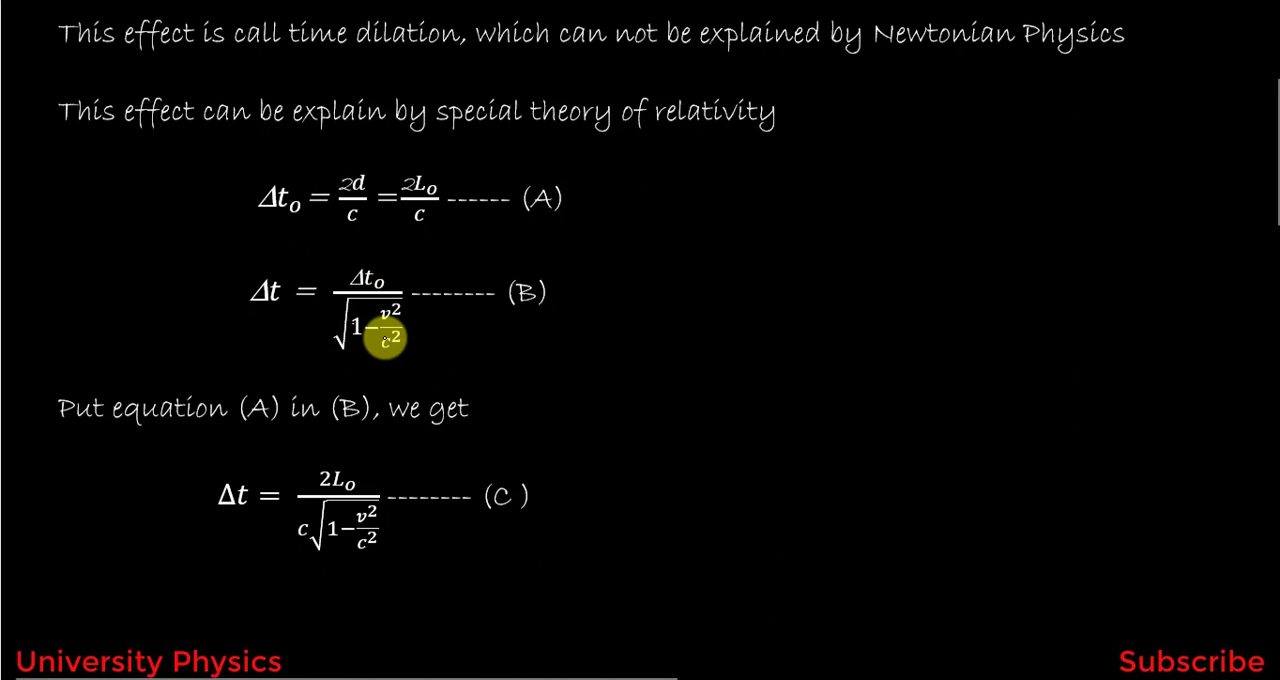 This effect is call time dilation, which can not be explained by Newtonian Physics
This effect can be explain by special theory of relativity
Δt₀ = 2d/c = 2L₀/c ------ (A)
Δt = Δt₀/√(1−v²/c²) -------- (B)
Put equation (A) in (B), we get
Δt = 2L₀/(c√(1−v²/c²)) -------- (C )
University Physics
Subscribe